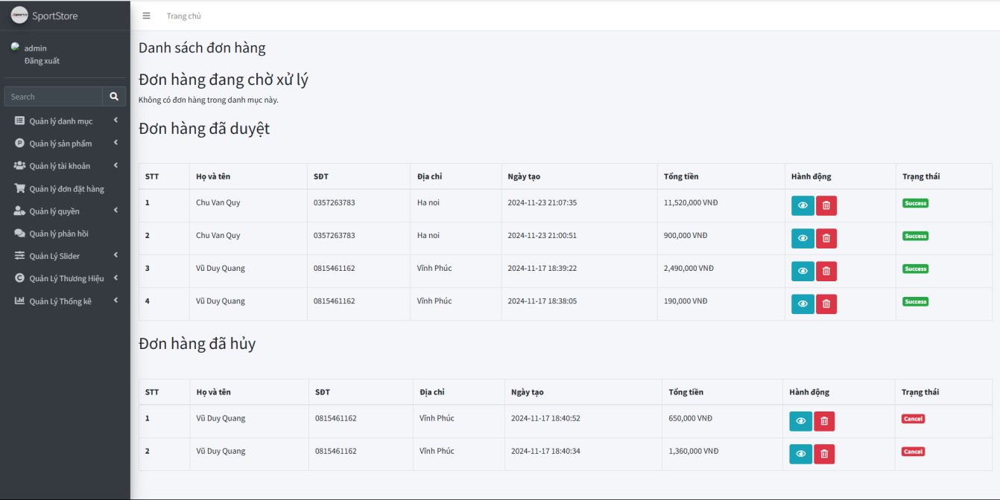 SportStore
Trang chủ
admin
Đăng xuất
Search
Quản lý danh mục
Quản lý sản phẩm
Quản lý tài khoản
Quản lý đơn đặt hàng
Quản lý quyền
Quản lý phản hồi
Quản Lý Slider
Quản Lý Thương Hiệu
Quản Lý Thống kê
Danh sách đơn hàng
Đơn hàng đang chờ xử lý
Không có đơn hàng trong danh mục này.
Đơn hàng đã duyệt
STT Họ và tên SĐT Địa chỉ Ngày tạo Tổng tiền Hành động Trạng thái
1 Chu Van Quy 0357263783 Ha noi 2024-11-23 21:07:35 11,520,000 VNĐ Success
2 Chu Van Quy 0357263783 Ha noi 2024-11-23 21:00:51 900,000 VNĐ Success
3 Vũ Duy Quang 0815461162 Vĩnh Phúc 2024-11-17 18:39:22 2,490,000 VNĐ Success
4 Vũ Duy Quang 0815461162 Vĩnh Phúc 2024-11-17 18:38:05 190,000 VNĐ Success
Đơn hàng đã hủy
STT Họ và tên SĐT Địa chỉ Ngày tạo Tổng tiền Hành động Trạng thái
1 Vũ Duy Quang 0815461162 Vĩnh Phúc 2024-11-17 18:40:52 650,000 VNĐ Cancel
2 Vũ Duy Quang 0815461162 Vĩnh Phúc 2024-11-17 18:40:34 1,360,000 VNĐ Cancel